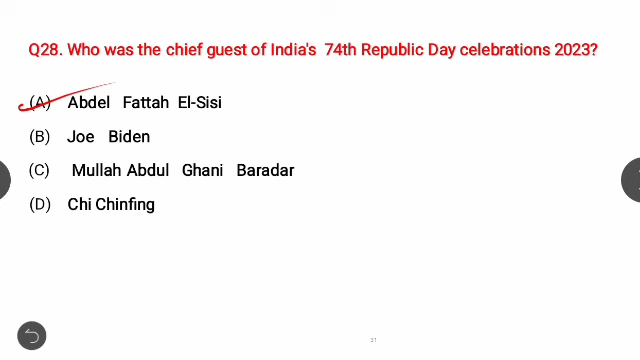 Q28. Who was the chief guest of India's 74th Republic Day celebrations 2023?
(A) Abdel Fattah El-Sisi
(B) Joe Biden
(C) Mullah Abdul Ghani Baradar
(D) Chi Chinfing
31